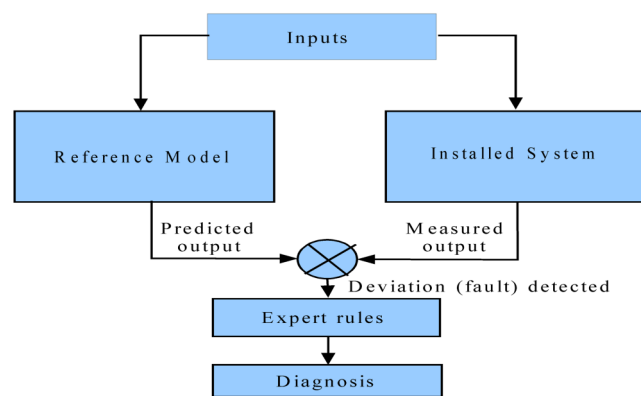 Inputs
Reference Model
Installed System
Predicted
output
Measured
output
Deviation (fault) detected
Expert rules
Diagnosis